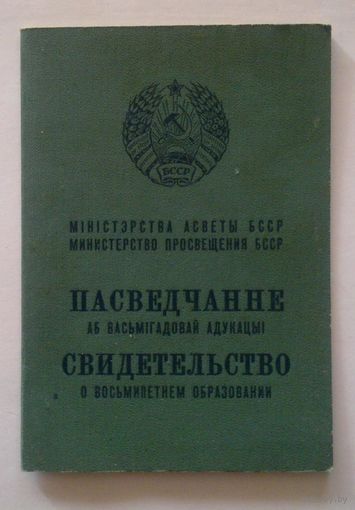 БССР
МІНІСТЭРСТВА АСВЕТЫ БССР
МИНИСТЕРСТВО ПРОСВЕЩЕНИЯ БССР
ПАСВЕДЧАННЕ
АБ ВАСЬМІГАДОВАЙ АДУКАЦЫІ
СВИДЕТЕЛЬСТВО
О ВОСЬМИЛЕТНЕМ ОБРАЗОВАНИИ